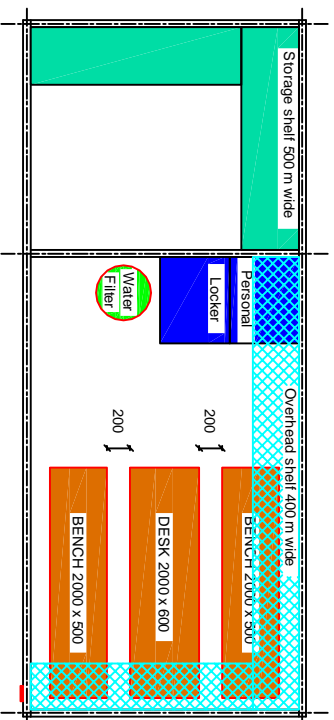 Storage shelf 500 m wide
Overhead shelf 400 m wide
Personal
Locker
Water
Filter
200
200
BENCH 2000 x 500
DESK 2000 x 600
BENCH 2000 x 500